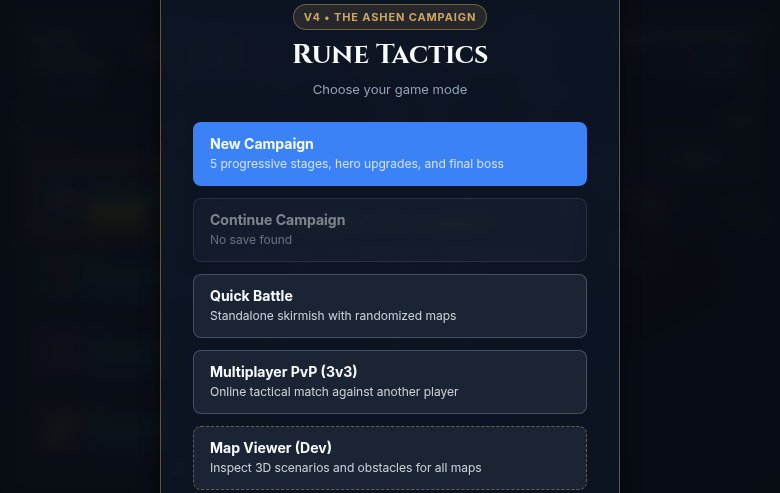 V4 • THE ASHEN CAMPAIGN
Rune Tactics
Choose your game mode
New Campaign
5 progressive stages, hero upgrades, and final boss
Continue Campaign
No save found
Quick Battle
Standalone skirmish with randomized maps
Multiplayer PvP (3v3)
Online tactical match against another player
Map Viewer (Dev)
Inspect 3D scenarios and obstacles for all maps